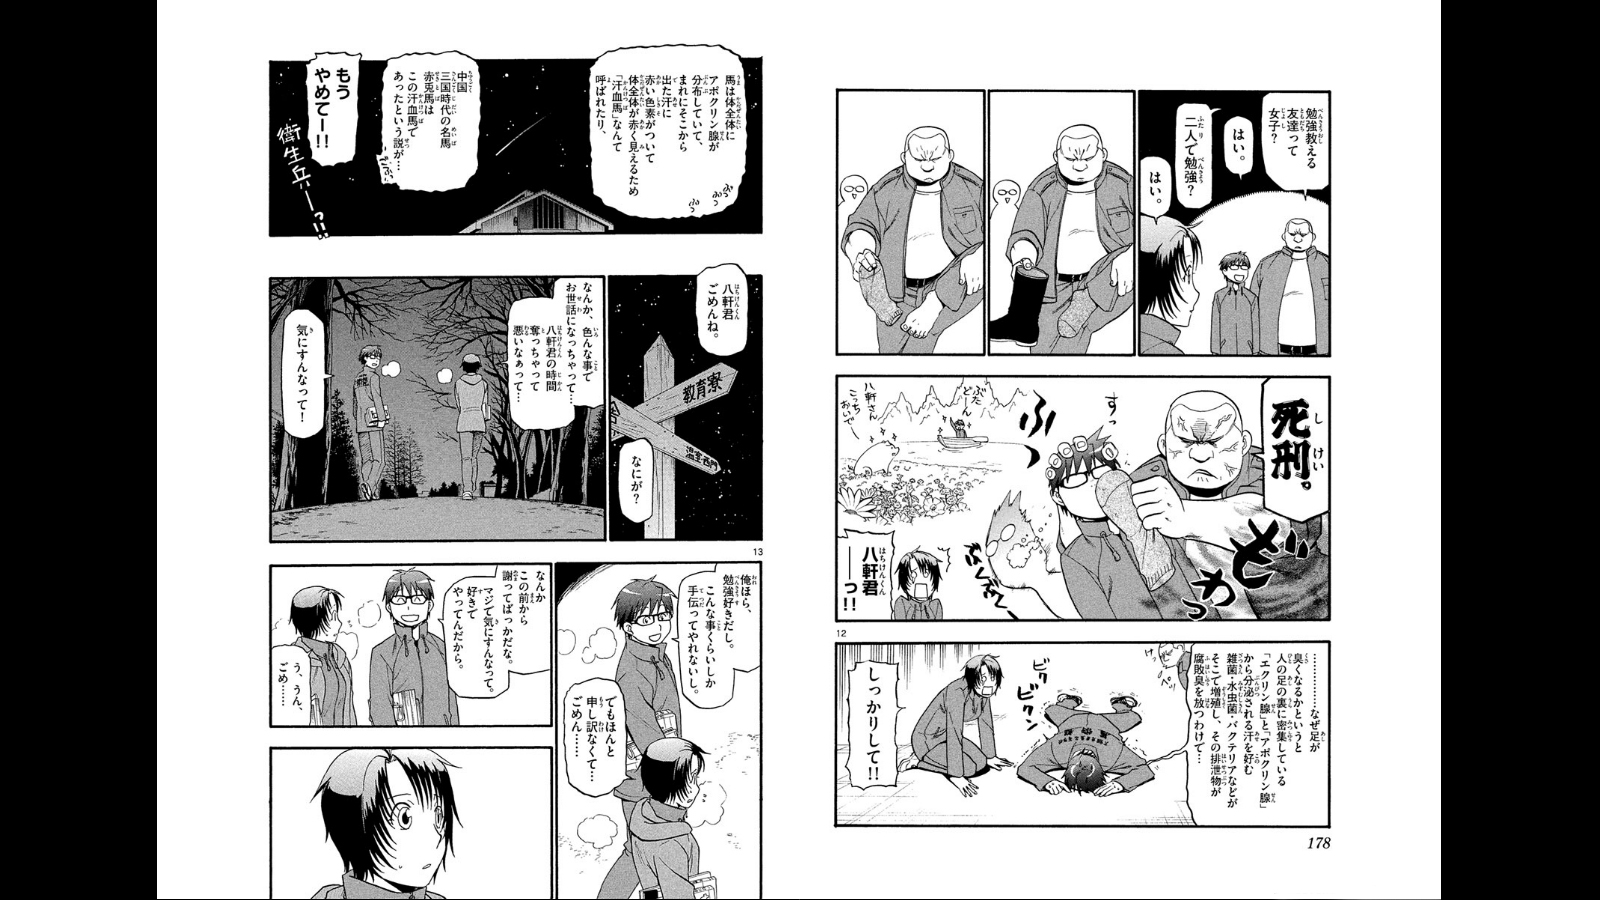 勉強教える
友達って
女子?
はい。
二人で勉強?
はい。
死刑。
どわっ
すっ
ふ
ぶた
どーん
八軒さん
こっち
おいでー
八軒君
――っ!!
…………なぜ足が
臭くなるかというと
人の足の裏に密集している
「エクリン腺」と「アポクリン腺」
から分泌される汗を好む
雑菌・水虫菌・バクテリアなどが
そこで増殖し、その排泄物が
腐敗臭を放つわけで…
ビクン
ビクン
しっかりして!!
12
178
馬は体全体に
アポクリン腺が
分布していて、
まれにそこから
出た汗に
赤い色素がついて
体全体が赤く見えるため
「汗血馬」なんて
呼ばれたり、
ふふ
ふっ
ふっ
中国
三国時代の名馬
赤兎馬は
この汗血馬で
あったという説が…
もう
やめてー!!
衛生兵ーーっ!!
八軒君
ごめんね。
教育寮
なにが?
なんか、色んな事で
お世話になっちゃって…
八軒君の時間
奪っちゃって
悪いなぁって…
気にすんなって!
13
俺ほら、
勉強好きだし。
こんな事くらいしか
手伝ってやれないし。
でもほんと
申し訳なくて…
ごめん……
なんか
この前から
謝ってばっかだな。
マジで気にすんなって。
好きで
やってんだから。
う、うん、
ごめ……